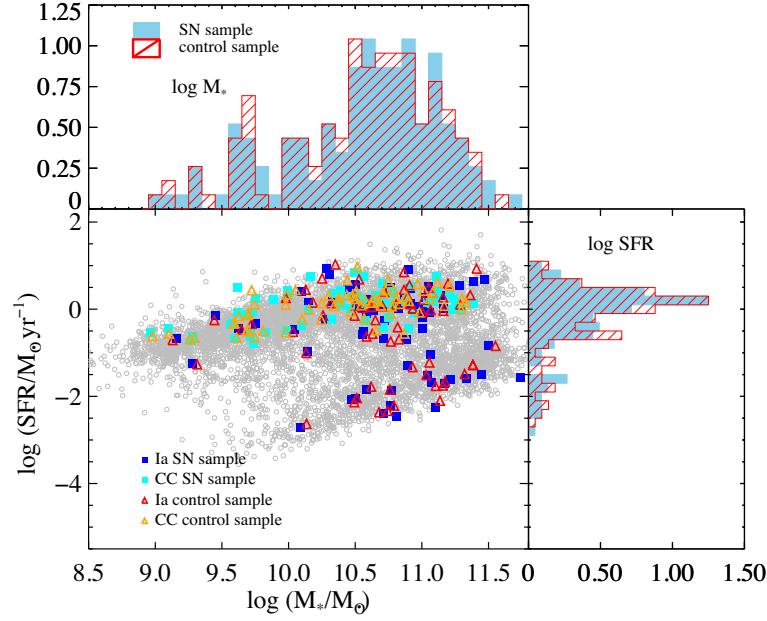 1.25
1.00
0.75
0.50
0.25
0
SN sample
control sample
log M*
2
0
−2
−4
log (SFR/M⊙yr⁻¹)
log SFR
Ia SN sample
CC SN sample
Ia control sample
CC control sample
8.5 9.0 9.5 10.0 10.5 11.0 11.5
0 0.50 1.00 1.50
log (M*/M⊙)